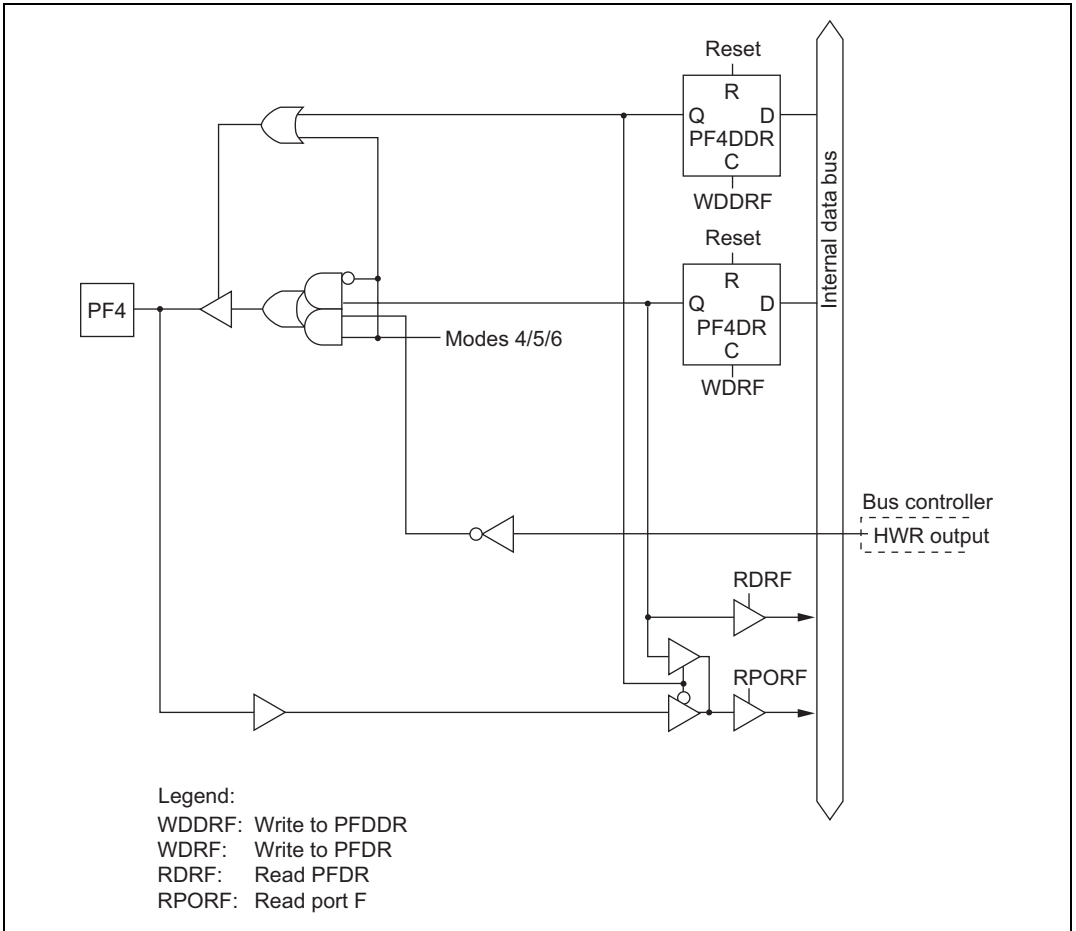 Reset
R
Q D
PF4DDR
C
WDDRF
Reset
R
Q D
PF4DR
C
WDRF
Internal data bus
PF4
Modes 4/5/6
Bus controller
HWR output
RDRF
RPORF
Legend:
WDDRF: Write to PFDDR
WDRF: Write to PFDR
RDRF: Read PFDR
RPORF: Read port F